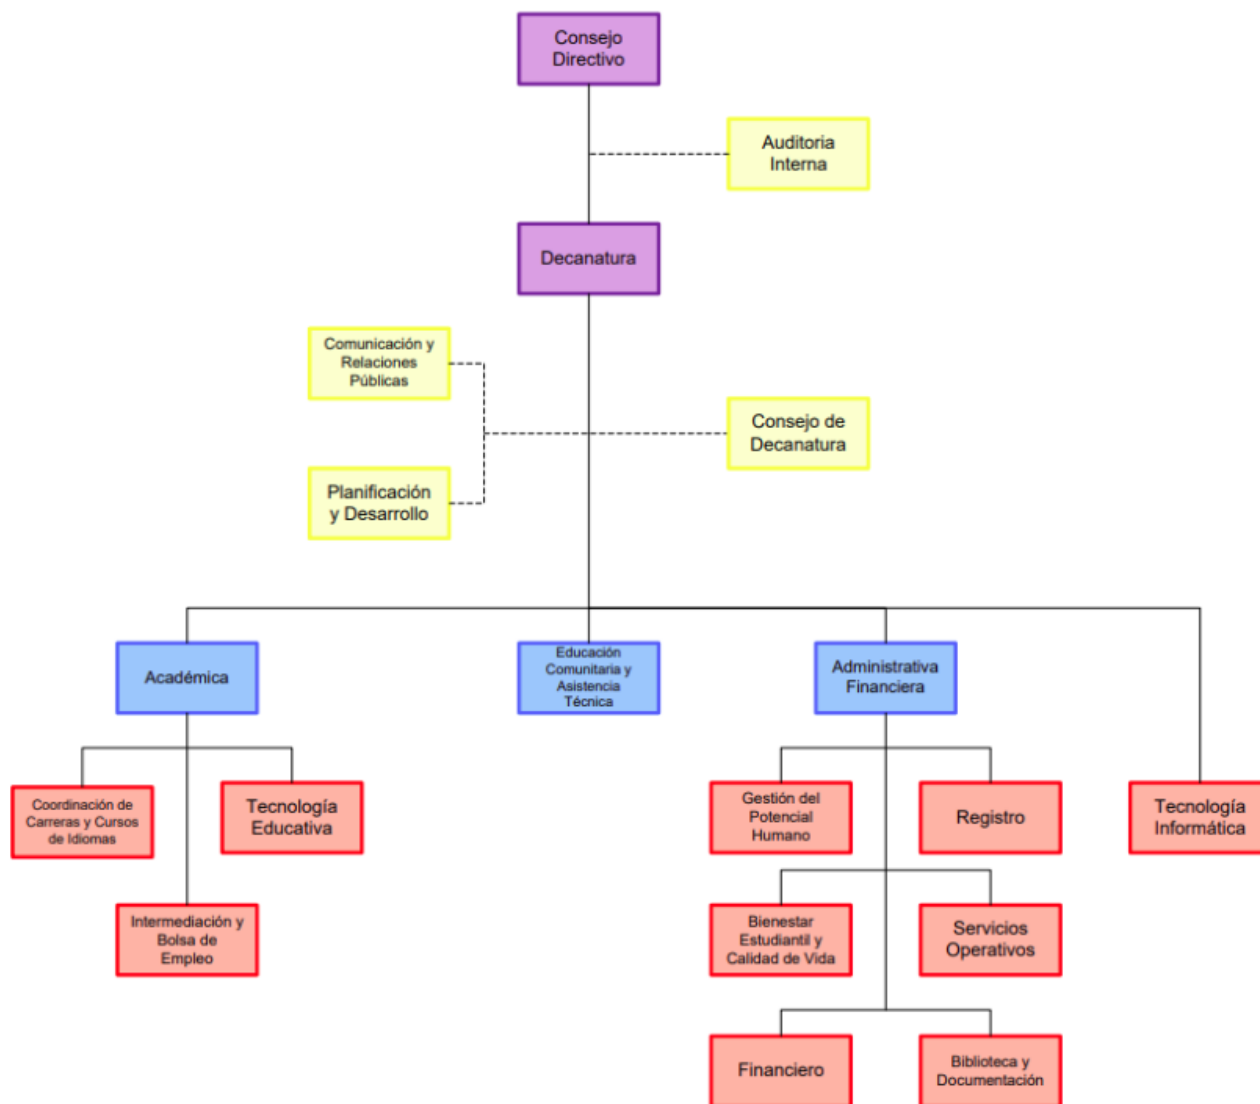 Consejo
Directivo
Auditoria
Interna
Decanatura
Comunicación y
Relaciones
Públicas
Consejo de
Decanatura
Planificación
y Desarrollo
Académica
Educación
Comunitaria y
Asistencia
Técnica
Administrativa
Financiera
Coordinación de
Carreras y Cursos
de Idiomas
Tecnología
Educativa
Gestión del
Potencial
Humano
Registro
Tecnología
Informática
Intermediación y
Bolsa de
Empleo
Bienestar
Estudiantil y
Calidad de Vida
Servicios
Operativos
Financiero
Biblioteca y
Documentación